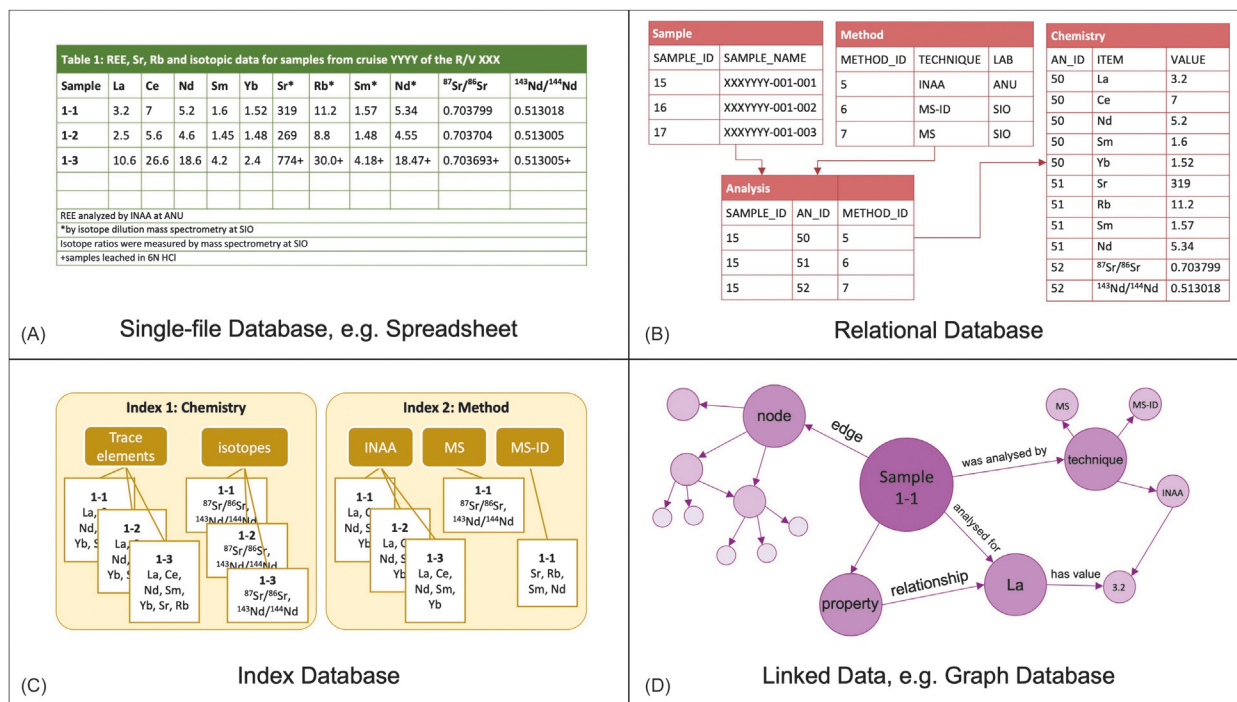 Table 1: REE, Sr, Rb and isotopic data for samples from cruise YYYY of the R/V XXX
Sample La Ce Nd Sm Yb Sr* Rb* Sm* Nd* ⁸⁷Sr/⁸⁶Sr ¹⁴³Nd/¹⁴⁴Nd
1-1 3.2 7 5.2 1.6 1.52 319 11.2 1.57 5.34 0.703799 0.513018
1-2 2.5 5.6 4.6 1.45 1.48 269 8.8 1.48 4.55 0.703704 0.513005
1-3 10.6 26.6 18.6 4.2 2.4 774+ 30.0+ 4.18+ 18.47+ 0.703693+ 0.513005+
REE analyzed by INAA at ANU
*by isotope dilution mass spectrometry at SIO
Isotope ratios were measured by mass spectrometry at SIO
+samples leached in 6N HCl
(A) Single-file Database, e.g. Spreadsheet
Sample
SAMPLE_ID SAMPLE_NAME
15 XXXYYYY-001-001
16 XXXYYYY-001-002
17 XXXYYYY-001-003
Method
METHOD_ID TECHNIQUE LAB
5 INAA ANU
6 MS-ID SIO
7 MS SIO
Analysis
SAMPLE_ID AN_ID METHOD_ID
15 50 5
15 51 6
15 52 7
Chemistry
AN_ID ITEM VALUE
50 La 3.2
50 Ce 7
50 Nd 5.2
50 Sm 1.6
50 Yb 1.52
51 Sr 319
51 Rb 11.2
51 Sm 1.57
51 Nd 5.34
52 ⁸⁷Sr/⁸⁶Sr 0.703799
52 ¹⁴³Nd/¹⁴⁴Nd 0.513018
(B) Relational Database
Index 1: Chemistry
Trace
elements
isotopes
1-1
La,
Nd, S
Yb, S
1-2
La,
Nd,
Yb, S
1-3
La, Ce,
Nd, Sm,
Yb, Sr, Rb
1-1
⁸⁷Sr/⁸⁶Sr,
¹⁴³Nd/¹⁴⁴Nd
1-2
⁸⁷Sr/⁸⁶Sr,
¹⁴³Nd/¹⁴⁴Nd
1-3
⁸⁷Sr/⁸⁶Sr,
¹⁴³Nd/¹⁴⁴Nd
Index 2: Method
INAA
MS
MS-ID
1-1
La,
Nd, S
Yb
1-2
La, C
Nd, S
Yb
1-3
La, Ce,
Nd, Sm,
Yb
1-1
⁸⁷Sr/⁸⁶Sr,
¹⁴³Nd/¹⁴⁴Nd
1-1
Sr, Rb,
Sm, Nd
(C) Index Database
node
edge
Sample
1-1
was analysed by
technique
MS
MS-ID
INAA
analysed for
property
relationship
La
has value
3.2
(D) Linked Data, e.g. Graph Database